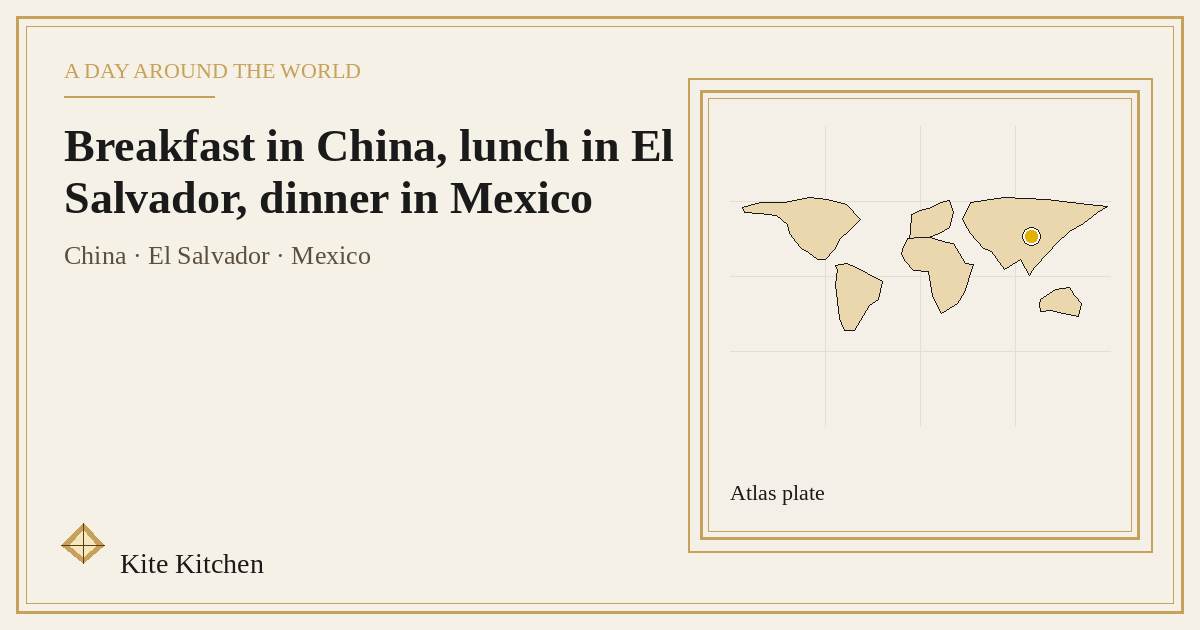 A DAY AROUND THE WORLD
Breakfast in China, lunch in El
Salvador, dinner in Mexico
China · El Salvador · Mexico
Atlas plate
Kite Kitchen